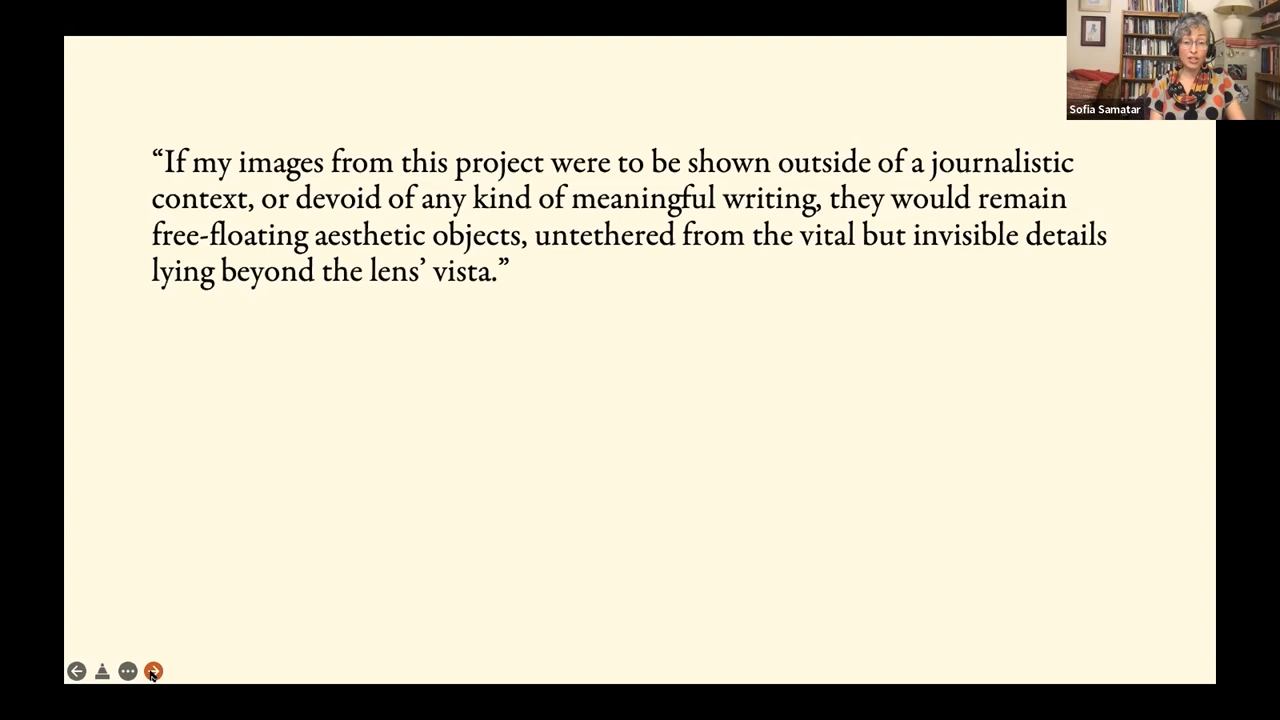 Sofia Samatar
“If my images from this project were to be shown outside of a journalistic
context, or devoid of any kind of meaningful writing, they would remain
free-floating aesthetic objects, untethered from the vital but invisible details
lying beyond the lens’ vista.”